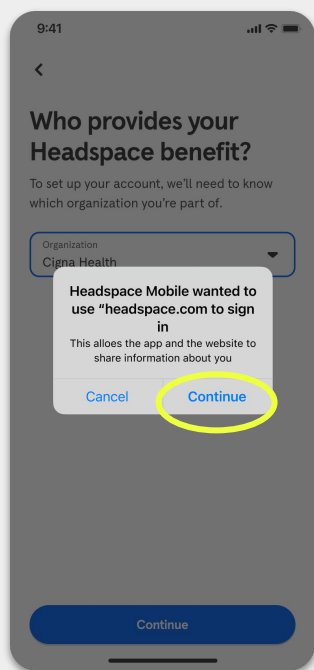 9:41
Who provides your
Headspace benefit?
To set up your account, we'll need to know
which organization you're part of.
Organization
Cigna Health
Headspace Mobile wanted to
use "headspace.com to sign
in
This alloes the app and the website to
share information about you
Cancel
Continue
Continue